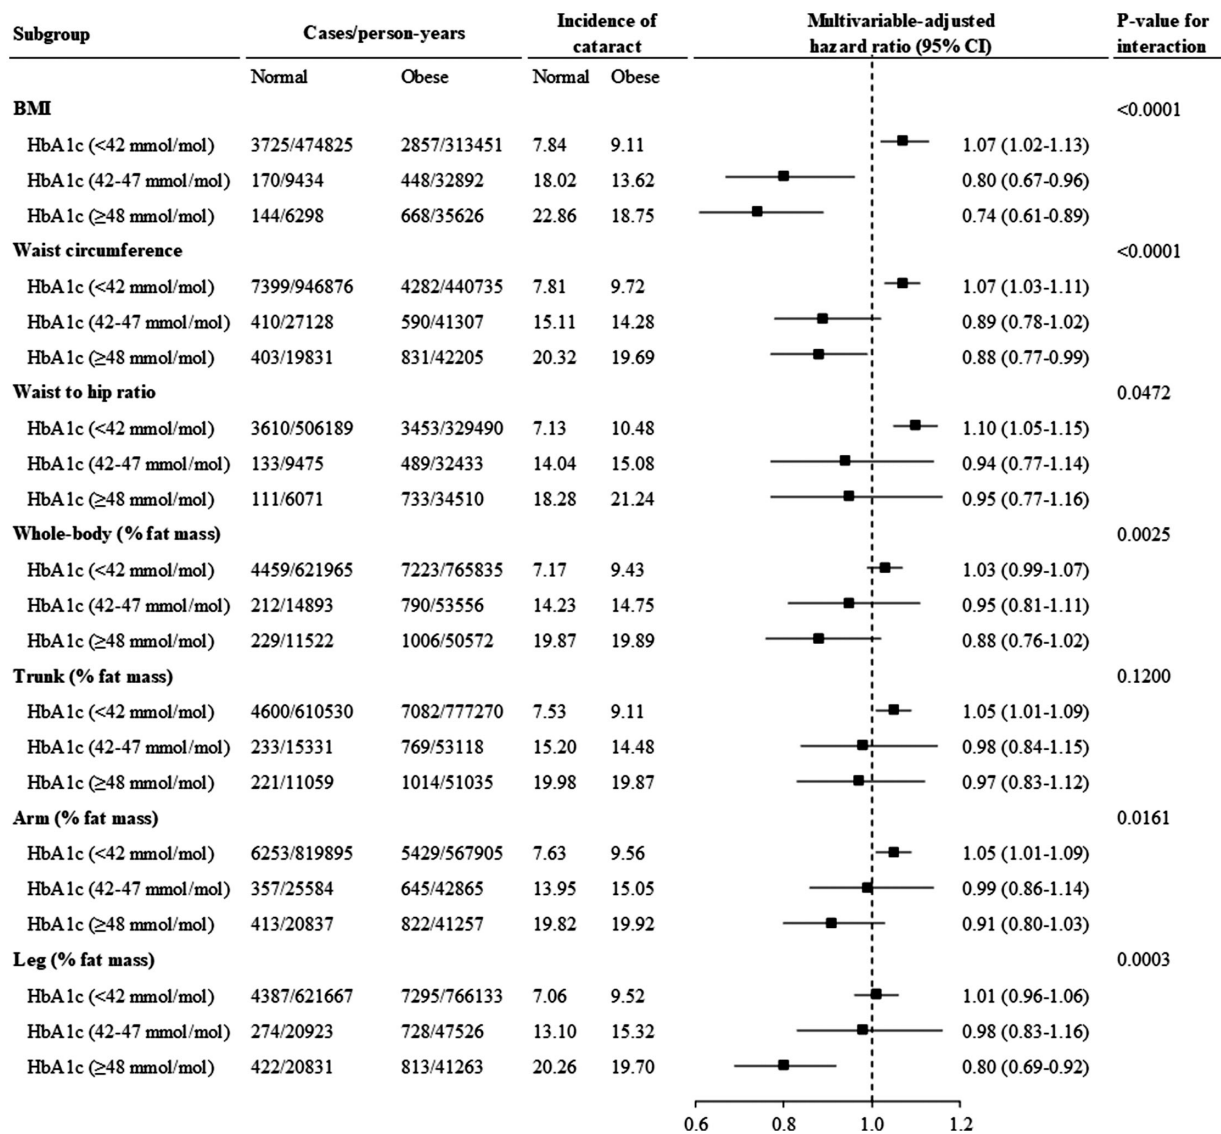 Subgroup Cases/person-years Incidence of cataract Multivariable-adjusted hazard ratio (95% CI) P-value for interaction
Normal Obese Normal Obese
BMI <0.0001
HbA1c (<42 mmol/mol) 3725/474825 2857/313451 7.84 9.11 1.07 (1.02-1.13)
HbA1c (42-47 mmol/mol) 170/9434 448/32892 18.02 13.62 0.80 (0.67-0.96)
HbA1c (≥48 mmol/mol) 144/6298 668/35626 22.86 18.75 0.74 (0.61-0.89)
Waist circumference <0.0001
HbA1c (<42 mmol/mol) 7399/946876 4282/440735 7.81 9.72 1.07 (1.03-1.11)
HbA1c (42-47 mmol/mol) 410/27128 590/41307 15.11 14.28 0.89 (0.78-1.02)
HbA1c (≥48 mmol/mol) 403/19831 831/42205 20.32 19.69 0.88 (0.77-0.99)
Waist to hip ratio 0.0472
HbA1c (<42 mmol/mol) 3610/506189 3453/329490 7.13 10.48 1.10 (1.05-1.15)
HbA1c (42-47 mmol/mol) 133/9475 489/32433 14.04 15.08 0.94 (0.77-1.14)
HbA1c (≥48 mmol/mol) 111/6071 733/34510 18.28 21.24 0.95 (0.77-1.16)
Whole-body (% fat mass) 0.0025
HbA1c (<42 mmol/mol) 4459/621965 7223/765835 7.17 9.43 1.03 (0.99-1.07)
HbA1c (42-47 mmol/mol) 212/14893 790/53556 14.23 14.75 0.95 (0.81-1.11)
HbA1c (≥48 mmol/mol) 229/11522 1006/50572 19.87 19.89 0.88 (0.76-1.02)
Trunk (% fat mass) 0.1200
HbA1c (<42 mmol/mol) 4600/610530 7082/777270 7.53 9.11 1.05 (1.01-1.09)
HbA1c (42-47 mmol/mol) 233/15331 769/53118 15.20 14.48 0.98 (0.84-1.15)
HbA1c (≥48 mmol/mol) 221/11059 1014/51035 19.98 19.87 0.97 (0.83-1.12)
Arm (% fat mass) 0.0161
HbA1c (<42 mmol/mol) 6253/819895 5429/567905 7.63 9.56 1.05 (1.01-1.09)
HbA1c (42-47 mmol/mol) 357/25584 645/42865 13.95 15.05 0.99 (0.86-1.14)
HbA1c (≥48 mmol/mol) 413/20837 822/41257 19.82 19.92 0.91 (0.80-1.03)
Leg (% fat mass) 0.0003
HbA1c (<42 mmol/mol) 4387/621667 7295/766133 7.06 9.52 1.01 (0.96-1.06)
HbA1c (42-47 mmol/mol) 274/20923 728/47526 13.10 15.32 0.98 (0.83-1.16)
HbA1c (≥48 mmol/mol) 422/20831 813/41263 20.26 19.70 0.80 (0.69-0.92)
0.6 0.8 1.0 1.2